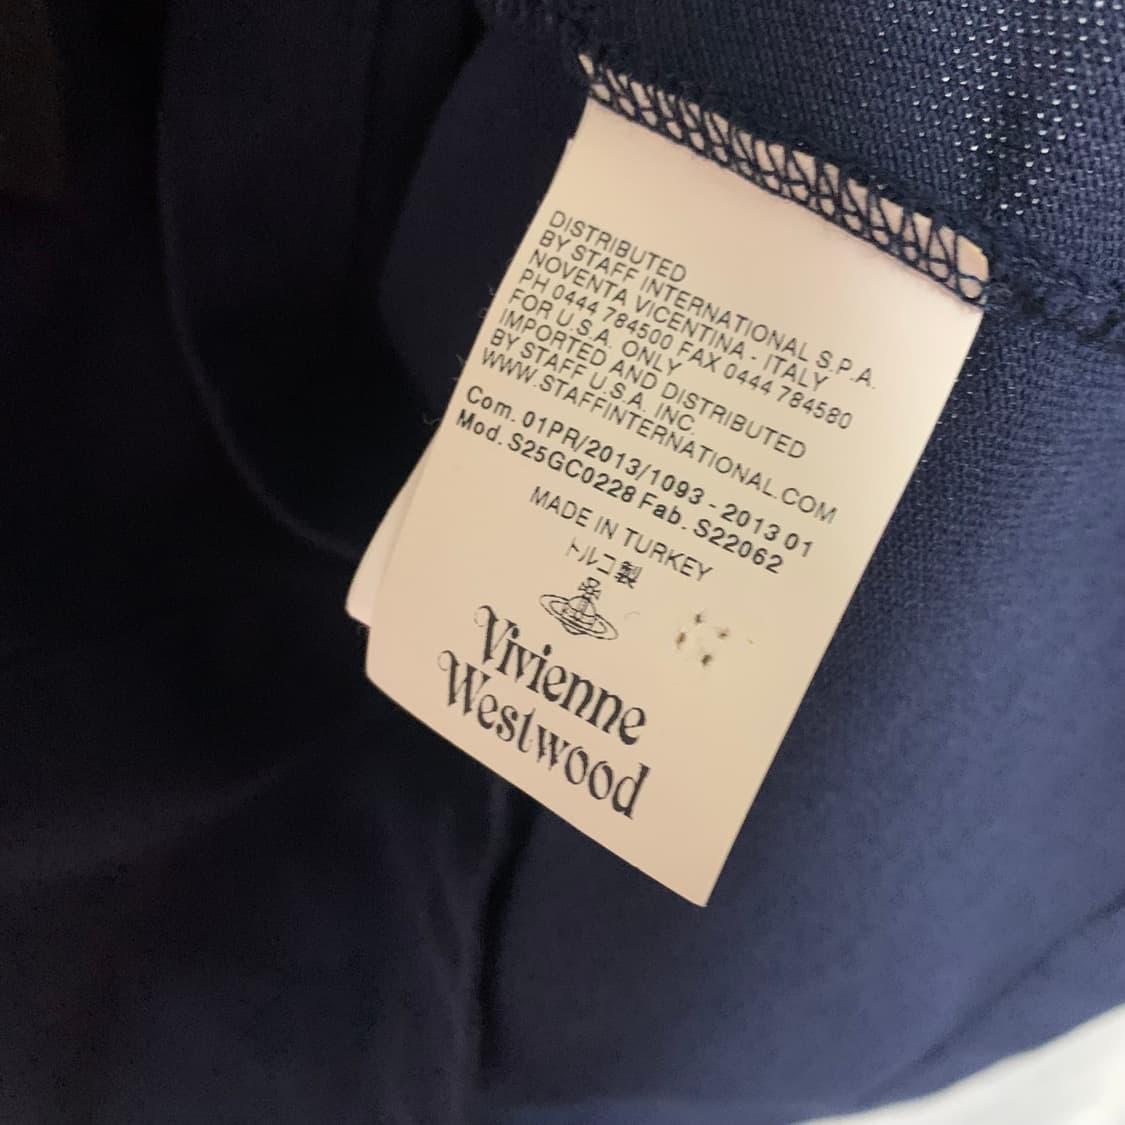 DISTRIBUTED
BY STAFF INTERNATIONAL S.P.A.
NOVENTA VICENTINA - ITALY
PH 0444 784500 FAX 0444 784580
FOR U.S.A. ONLY
IMPORTED AND DISTRIBUTED
BY STAFF U.S.A. INC.
WWW.STAFFINTERNATIONAL.COM
Com. 01PR/2013/1093 - 2013 01
Mod. S25GC0228 Fab. S22062
MADE IN TURKEY
トルコ製
Vivienne
Westwood